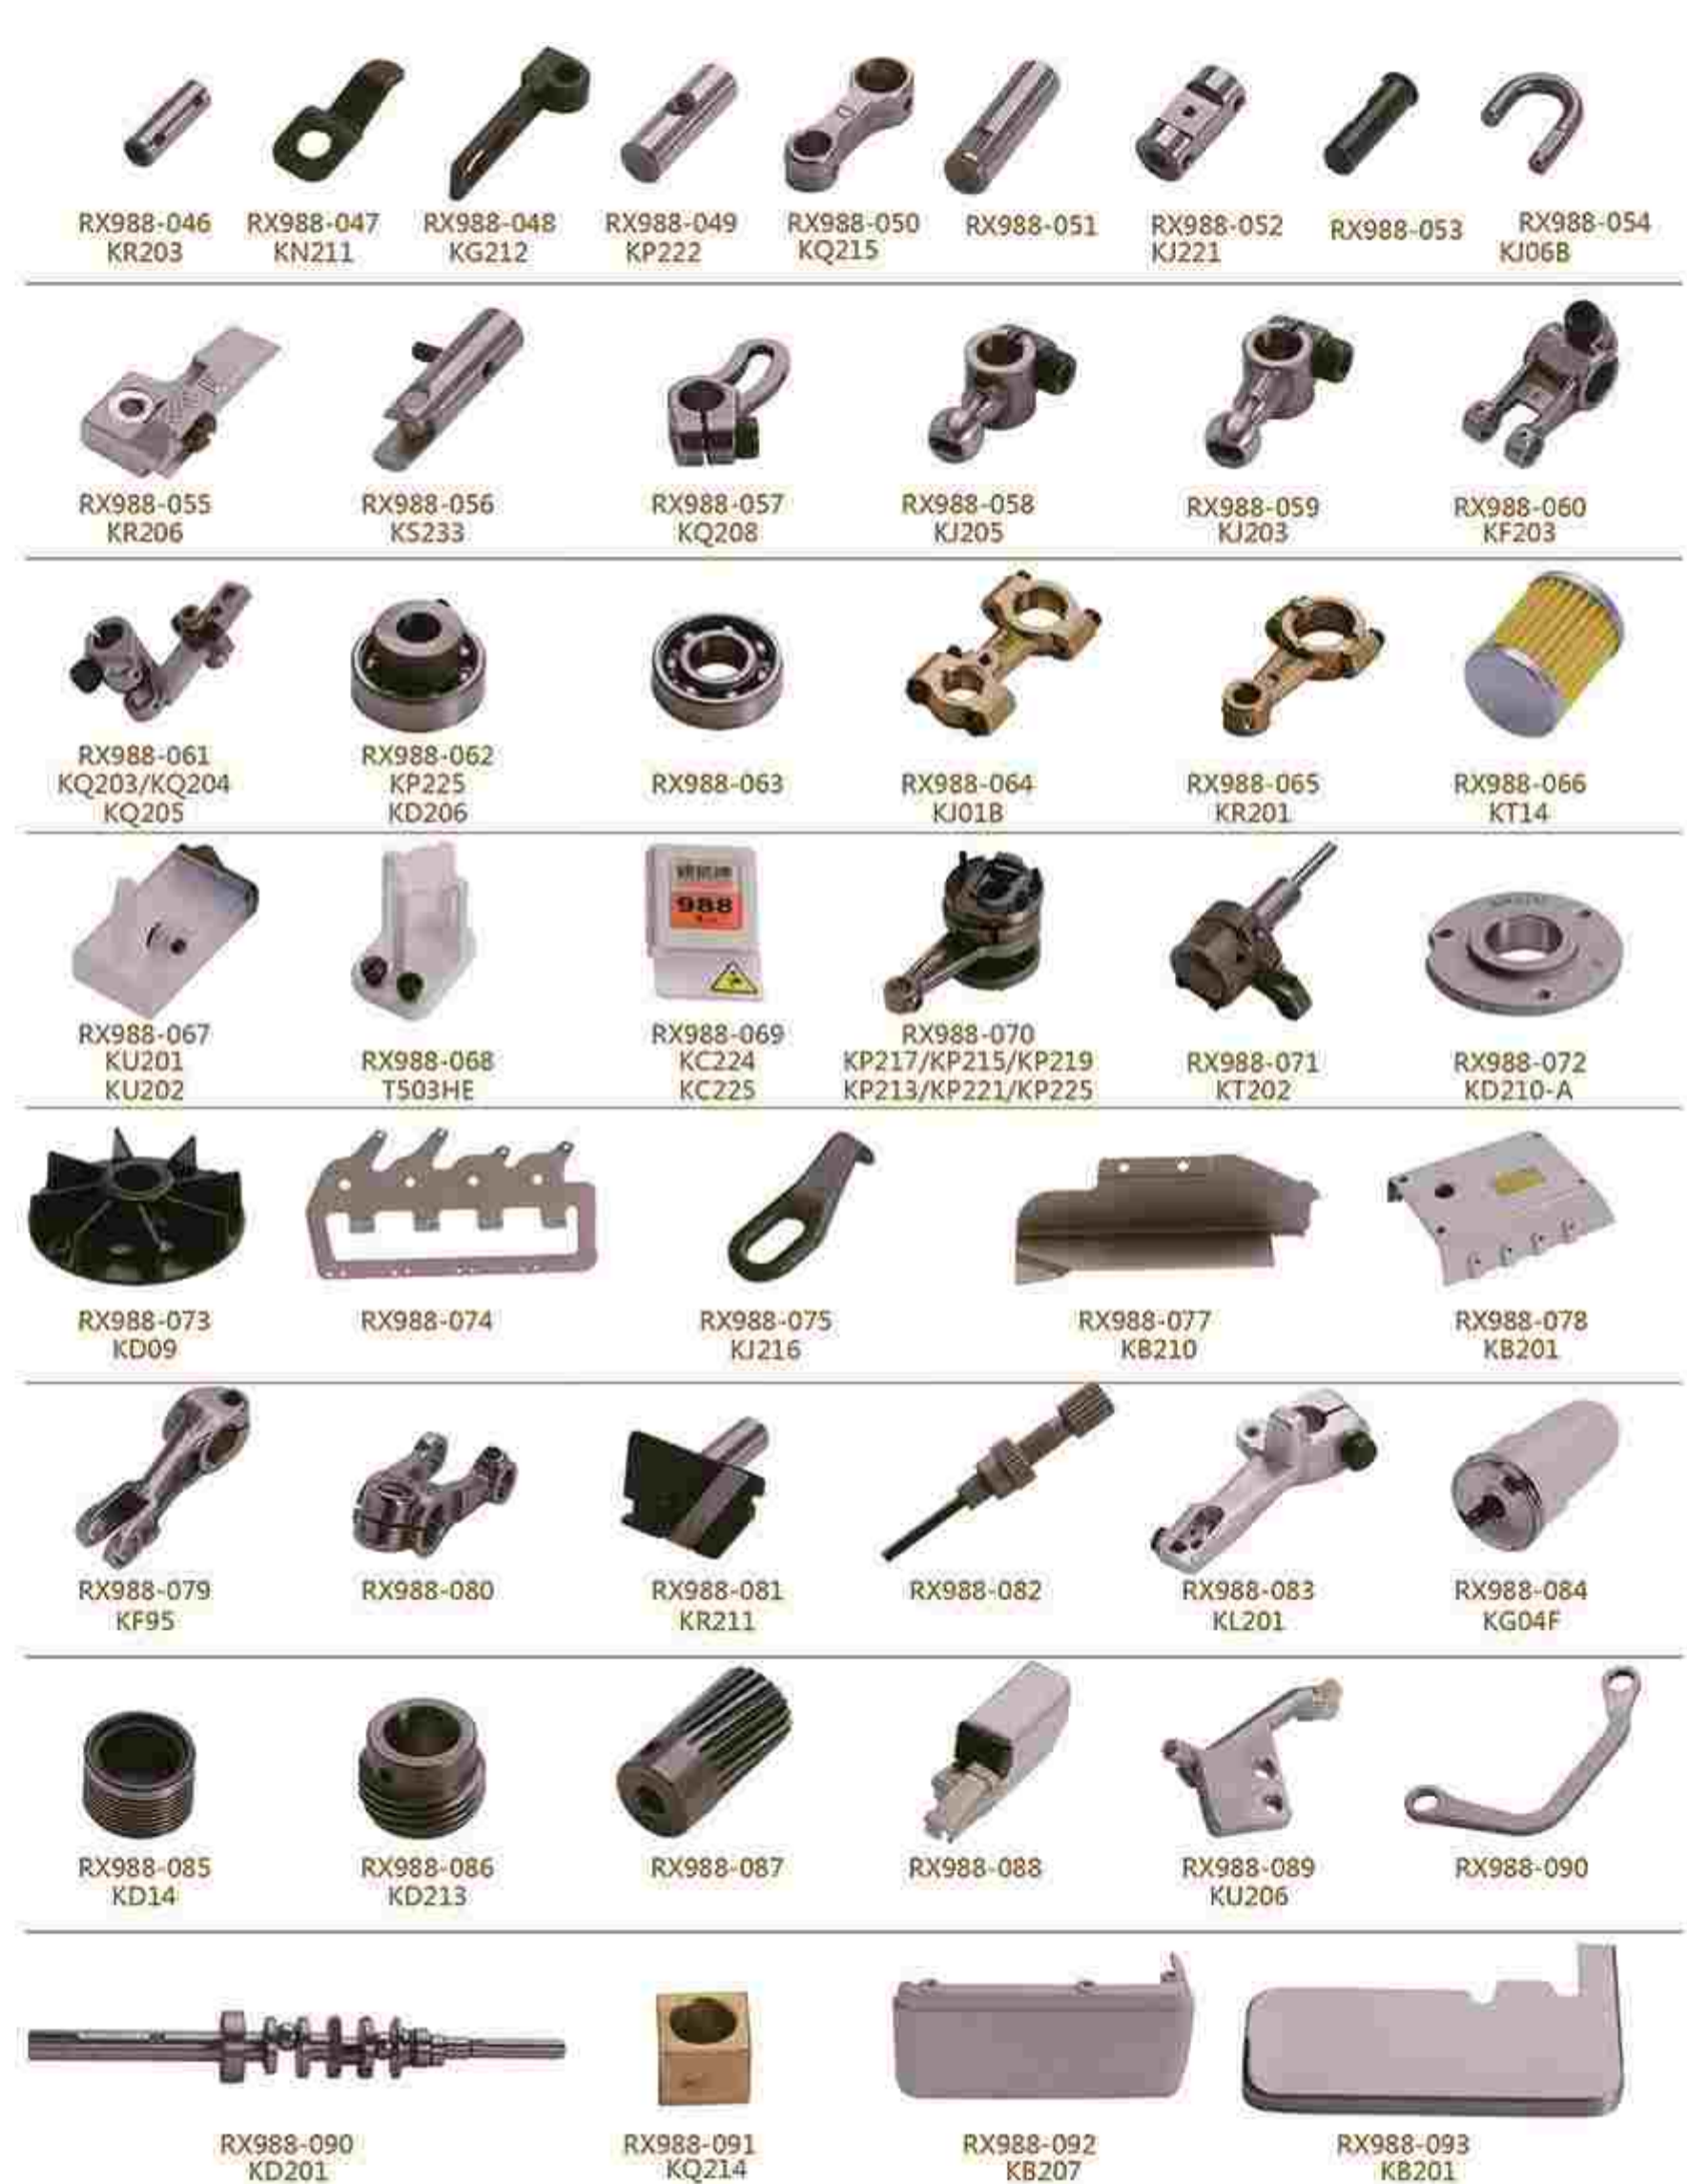 RX988-046 RX988-047 RX988-048 RX988-049 RX988-050 RX988-051 RX988-052 RX988-053 RX988-054
KR203 KN211 KG212 KP222 KQ215 KJ221 KJ06B
RX988-055 RX988-056 RX988-057 RX988-058 RX988-059 RX988-060
KR206 KS233 KQ208 KJ205 KJ203 KF203
RX988-061 RX988-062
KQ203/KQ204 KP225 RX988-063 RX988-064 RX988-065 RX988-066
KQ205 KD206 KJ01B KR201 KT14
988
RX988-067 RX988-069 RX988-070
KU201 RX988-068 KC224 KP217/KP215/KP219 RX988-071 RX988-072
KU202 T503HE KC225 KP213/KP221/KP225 KT202 KD210-A
RX988-073 RX988-074 RX988-075 RX988-077 RX988-078
KD09 KJ216 KB210 KB201
RX988-079 RX988-080 RX988-081 RX988-082 RX988-083 RX988-084
KF95 KR211 KL201 KG04F
RX988-085 RX988-086 RX988-087 RX988-088 RX988-089 RX988-090
KD14 KD213 KU206
RX988-090 RX988-091 RX988-092 RX988-093
KD201 KQ214 KB207 KB201